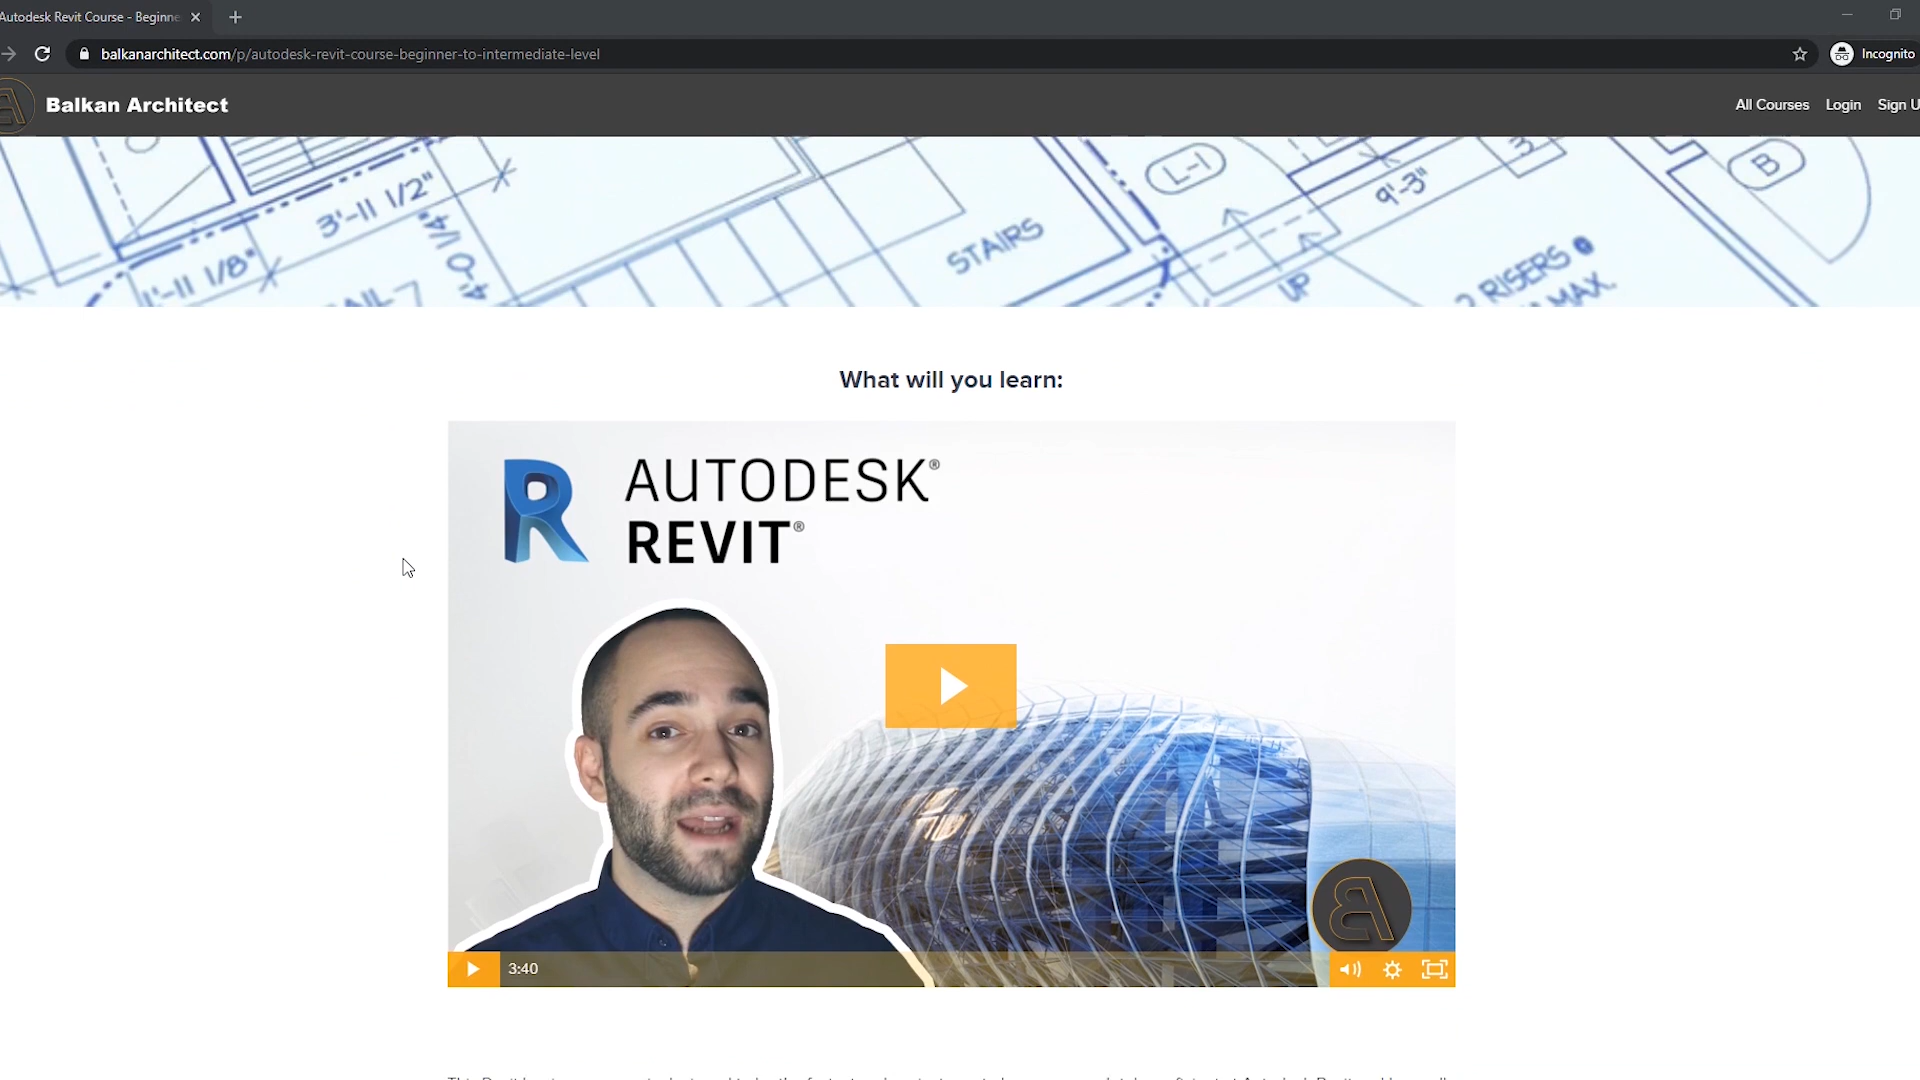 Autodesk Revit Course - Beginne
balkanarchitect.com/p/autodesk-revit-course-beginner-to-intermediate-level
Incognito
Balkan Architect
All Courses
Login
Sign U
3'-11 1/2"
STAIRS
L-1
UP
9'-3"
3
B
RISERS @
MAX.
'-11 1/8"
4'-0 1/4"
What will you learn:
AUTODESK®
REVIT®
3:40